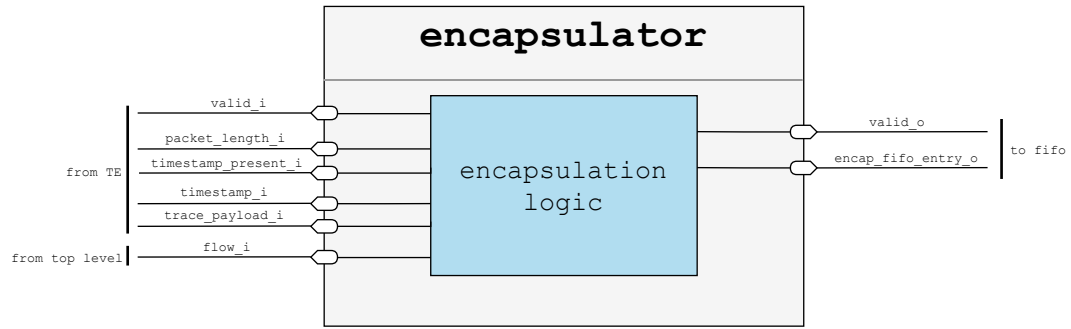 encapsulator
valid_i
packet_length_i
timestamp_present_i
from TE
timestamp_i
trace_payload_i
flow_i
from top level
encapsulation
logic
valid_o
encap_fifo_entry_o
to fifo